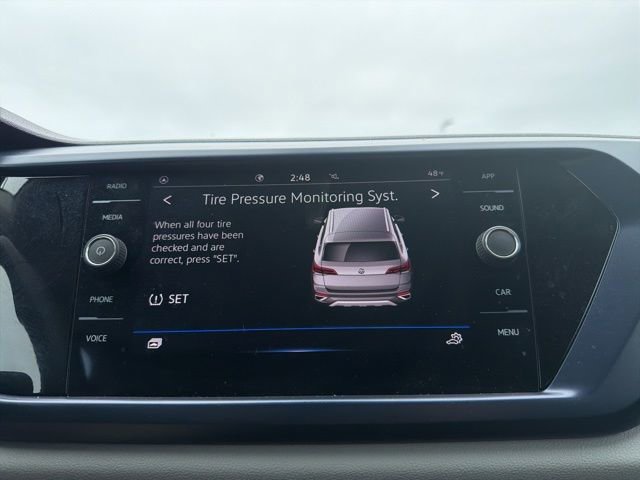 RADIO
MEDIA
PHONE
VOICE
2:48
48°F
< Tire Pressure Monitoring Syst. >
When all four tire
pressures have been
checked and are
correct, press "SET".
SET
APP
SOUND
CAR
MENU